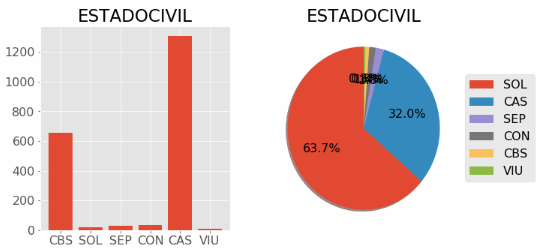 ESTADOCIVIL
1200
1000
800
600
400
200
0
CBS SOL SEP CON CAS VIU
ESTADOCIVIL
63.7%
32.0%
SOL
CAS
SEP
CON
CBS
VIU